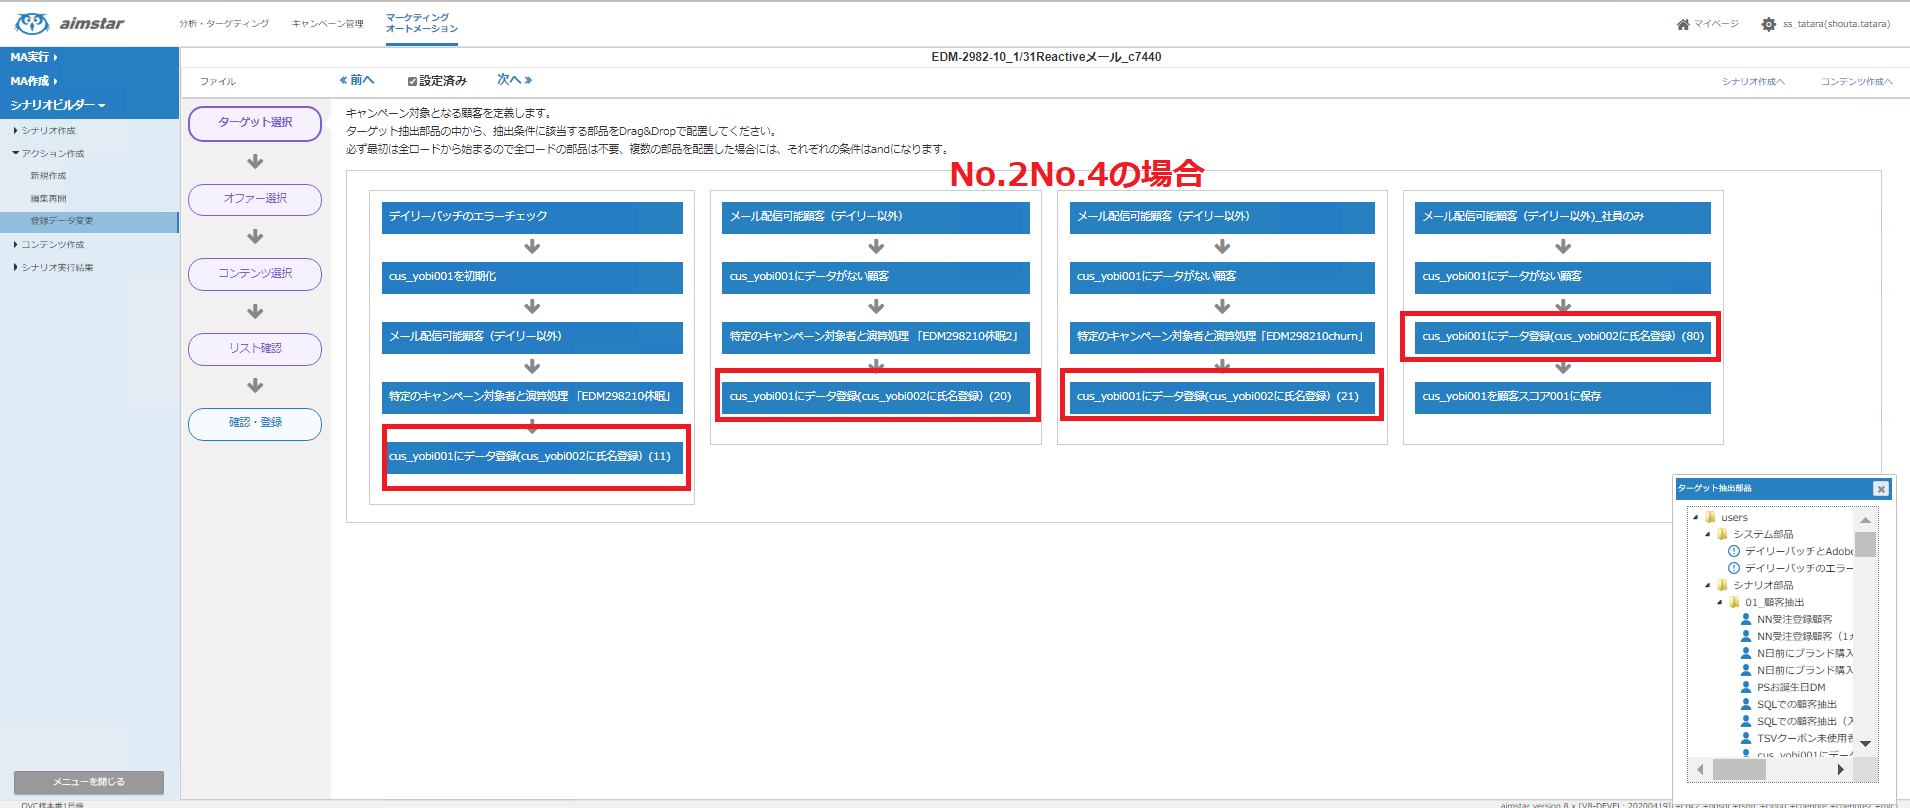 aimstar
分析・ターゲティング
キャンペーン管理
マーケティング
オートメーション
マイページ
ss_tatara(shouta.tatara)
MA実行
MA作成
シナリオビルダー
シナリオ作成
アクション作成
新規作成
編集再開
登録データ変更
コンテンツ作成
シナリオ実行結果
メニューを閉じる
EDM-2982-10_1/31Reactiveメール_c7440
ファイル
≪ 前へ
設定済み
次へ ≫
シナリオ作成へ
コンテンツ作成へ
ターゲット選択
オファー選択
コンテンツ選択
リスト確認
確認・登録
キャンペーン対象となる顧客を定義します。
ターゲット抽出部品の中から、抽出条件に該当する部品をDrag&Dropで配置してください。
必ず最初は全ロードから始まるので全ロードの部品は不要、複数の部品を配置した場合には、それぞれの条件はandになります。
No.2No.4の場合
デイリーバッチのエラーチェック
cus_yobi001を初期化
メール配信可能顧客（デイリー以外）
特定のキャンペーン対象者と演算処理 「EDM298210休眠」
cus_yobi001にデータ登録(cus_yobi002に氏名登録）(11)
メール配信可能顧客（デイリー以外）
cus_yobi001にデータがない顧客
特定のキャンペーン対象者と演算処理 「EDM298210休眠2」
cus_yobi001にデータ登録(cus_yobi002に氏名登録）(20)
メール配信可能顧客（デイリー以外）
cus_yobi001にデータがない顧客
特定のキャンペーン対象者と演算処理「EDM298210churn」
cus_yobi001にデータ登録(cus_yobi002に氏名登録）(21)
メール配信可能顧客（デイリー以外)_社員のみ
cus_yobi001にデータがない顧客
cus_yobi001にデータ登録(cus_yobi002に氏名登録）(80)
cus_yobi001を顧客スコア001に保存
ターゲット抽出部品
users
システム部品
デイリーバッチとAdobe
デイリーバッチのエラー
シナリオ部品
01_顧客抽出
NN受注登録顧客
NN受注登録顧客（1ヶ
N日前にブランド購入
N日前にブランド購入
PSお誕生日DM
SQLでの顧客抽出
SQLでの顧客抽出（入
TSVクーポン未使用者
cus_yobi001にデータ